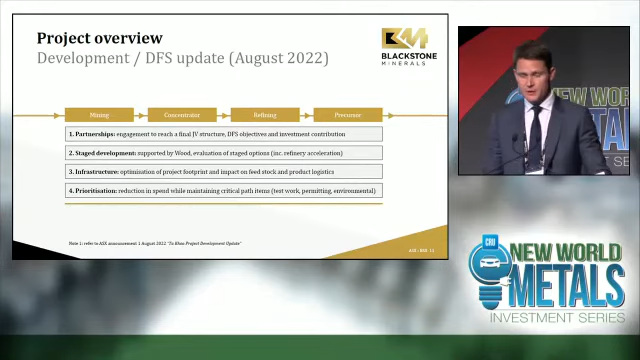 Project overview
Development / DFS update (August 2022)
BLACKSTONE
MINERALS
Mining
Concentrator
Refining
Precursor
1. Partnerships: engagement to reach a final JV structure, DFS objectives and investment contribution
2. Staged development: supported by Wood, evaluation of staged options (inc. refinery acceleration)
3. Infrastructure: optimisation of project footprint and impact on feed stock and product logistics
4. Prioritisation: reduction in spend while maintaining critical path items (test work, permitting, environmental)
Note 1: refer to ASX announcement 1 August 2022 "Ta Khoa Project Development Update"
NEW WORLD
METALS
CRU
NEW WORLD
METALS
INVESTMENT SERIES